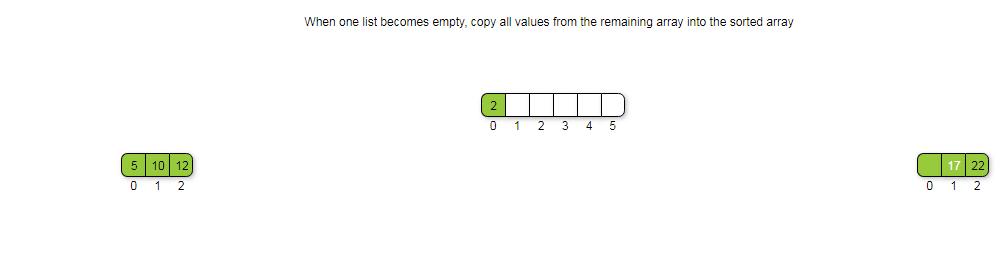 When one list becomes empty, copy all values from the remaining array into the sorted array
2
0 1 2 3 4 5
5 10 12
0 1 2
17 22
0 1 2